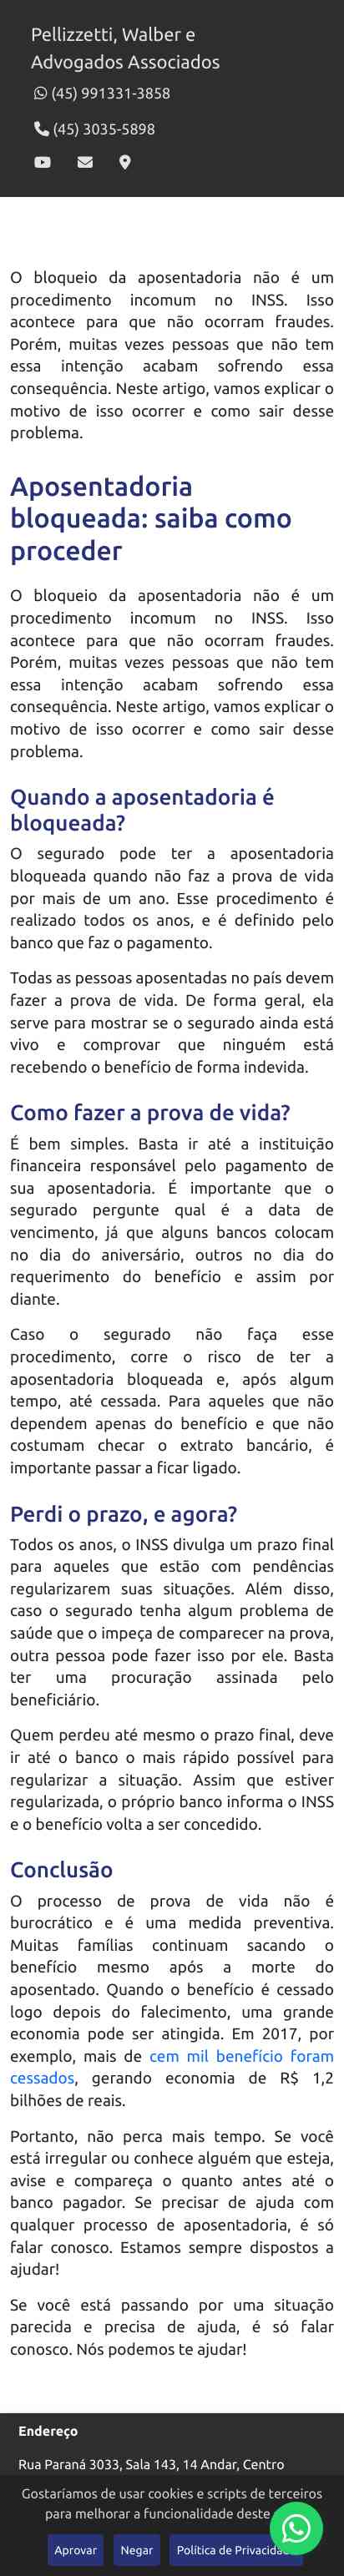 Pellizzetti, Walber e
Advogados Associados
(45) 991331-3858
(45) 3035-5898
O bloqueio da aposentadoria não é um
procedimento incomum no INSS. Isso
acontece para que não ocorram fraudes.
Porém, muitas vezes pessoas que não tem
essa intenção acabam sofrendo essa
consequência. Neste artigo, vamos explicar o
motivo de isso ocorrer e como sair desse
problema.
Aposentadoria
bloqueada: saiba como
proceder
O bloqueio da aposentadoria não é um
procedimento incomum no INSS. Isso
acontece para que não ocorram fraudes.
Porém, muitas vezes pessoas que não tem
essa intenção acabam sofrendo essa
consequência. Neste artigo, vamos explicar o
motivo de isso ocorrer e como sair desse
problema.
Quando a aposentadoria é
bloqueada?
O segurado pode ter a aposentadoria
bloqueada quando não faz a prova de vida
por mais de um ano. Esse procedimento é
realizado todos os anos, e é definido pelo
banco que faz o pagamento.
Todas as pessoas aposentadas no país devem
fazer a prova de vida. De forma geral, ela
serve para mostrar se o segurado ainda está
vivo e comprovar que ninguém está
recebendo o benefício de forma indevida.
Como fazer a prova de vida?
É bem simples. Basta ir até a instituição
financeira responsável pelo pagamento de
sua aposentadoria. É importante que o
segurado pergunte qual é a data de
vencimento, já que alguns bancos colocam
no dia do aniversário, outros no dia do
requerimento do benefício e assim por
diante.
Caso o segurado não faça esse
procedimento, corre o risco de ter a
aposentadoria bloqueada e, após algum
tempo, até cessada. Para aqueles que não
dependem apenas do benefício e que não
costumam checar o extrato bancário, é
importante passar a ficar ligado.
Perdi o prazo, e agora?
Todos os anos, o INSS divulga um prazo final
para aqueles que estão com pendências
regularizarem suas situações. Além disso,
caso o segurado tenha algum problema de
saúde que o impeça de comparecer na prova,
outra pessoa pode fazer isso por ele. Basta
ter uma procuração assinada pelo
beneficiário.
Quem perdeu até mesmo o prazo final, deve
ir até o banco o mais rápido possível para
regularizar a situação. Assim que estiver
regularizada, o próprio banco informa o INSS
e o benefício volta a ser concedido.
Conclusão
O processo de prova de vida não é
burocrático e é uma medida preventiva.
Muitas famílias continuam sacando o
benefício mesmo após a morte do
aposentado. Quando o benefício é cessado
logo depois do falecimento, uma grande
economia pode ser atingida. Em 2017, por
exemplo, mais de cem mil benefício foram
cessados, gerando economia de R$ 1,2
bilhões de reais.
Portanto, não perca mais tempo. Se você
está irregular ou conhece alguém que esteja,
avise e compareça o quanto antes até o
banco pagador. Se precisar de ajuda com
qualquer processo de aposentadoria, é só
falar conosco. Estamos sempre dispostos a
ajudar!
Se você está passando por uma situação
parecida e precisa de ajuda, é só falar
conosco. Nós podemos te ajudar!
Endereço
Rua Paraná 3033, Sala 143, 14 Andar, Centro
Gostaríamos de usar cookies e scripts de terceiros
para melhorar a funcionalidade deste
Aprovar
Negar
Política de Privacidade